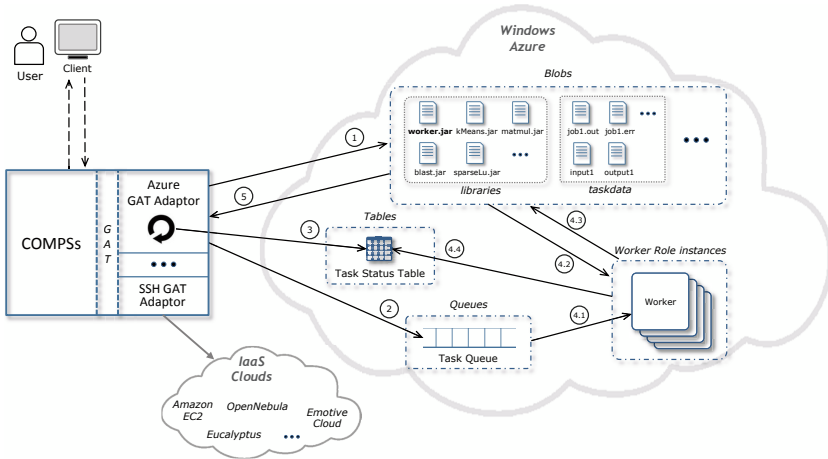 Windows
Azure
User
Client
Blobs
worker.jar kMeans.jar matmul.jar
job1.out job1.err
blast.jar sparseLu.jar
input1 output1
libraries
taskdata
1
5
Azure
GAT Adaptor
COMPSs
GAT
SSH GAT
Adaptor
3
Tables
Task Status Table
4.4
4.3
4.2
Worker Role instances
Worker
2
Queues
Task Queue
4.1
IaaS
Clouds
Amazon
EC2
OpenNebula
Emotive
Cloud
Eucalyptus